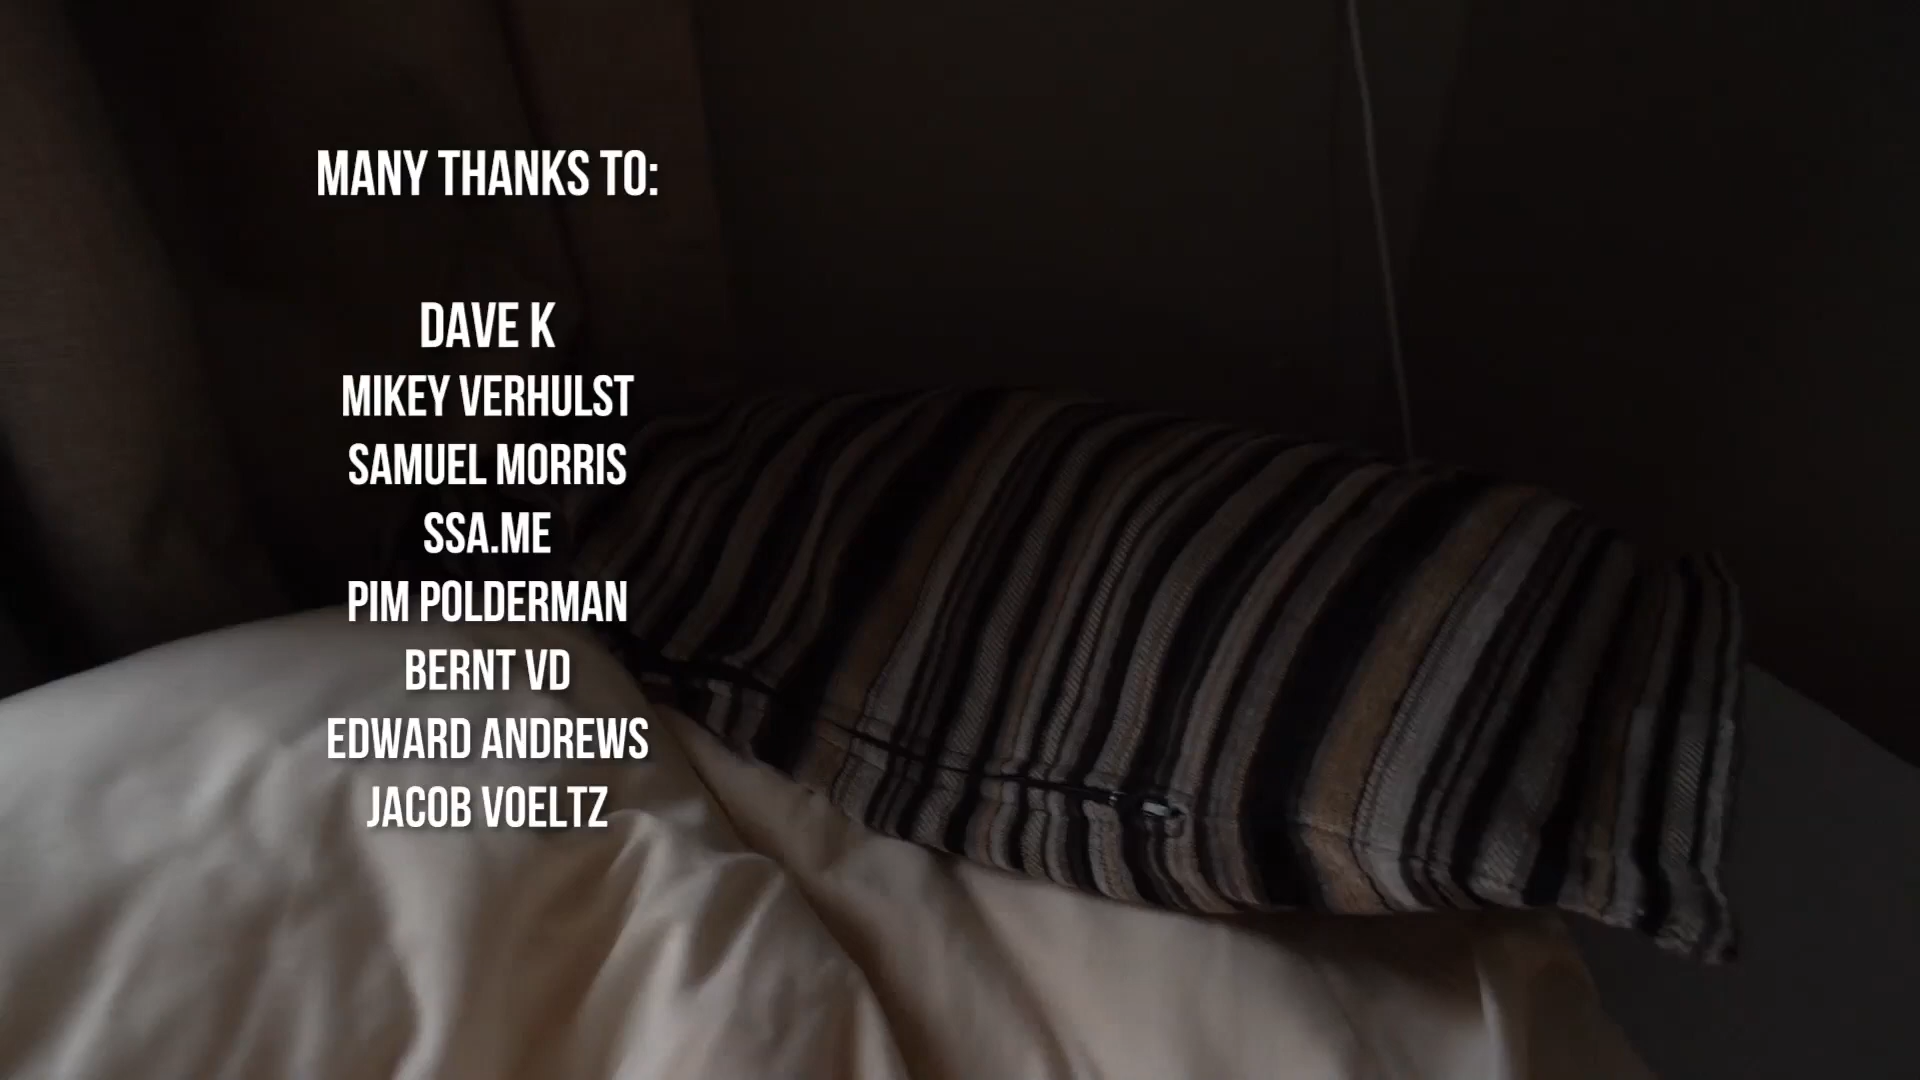 MANY THANKS TO:
DAVE K
MIKEY VERHULST
SAMUEL MORRIS
SSA.ME
PIM POLDERMAN
BERNT VD
EDWARD ANDREWS
JACOB VOELTZ